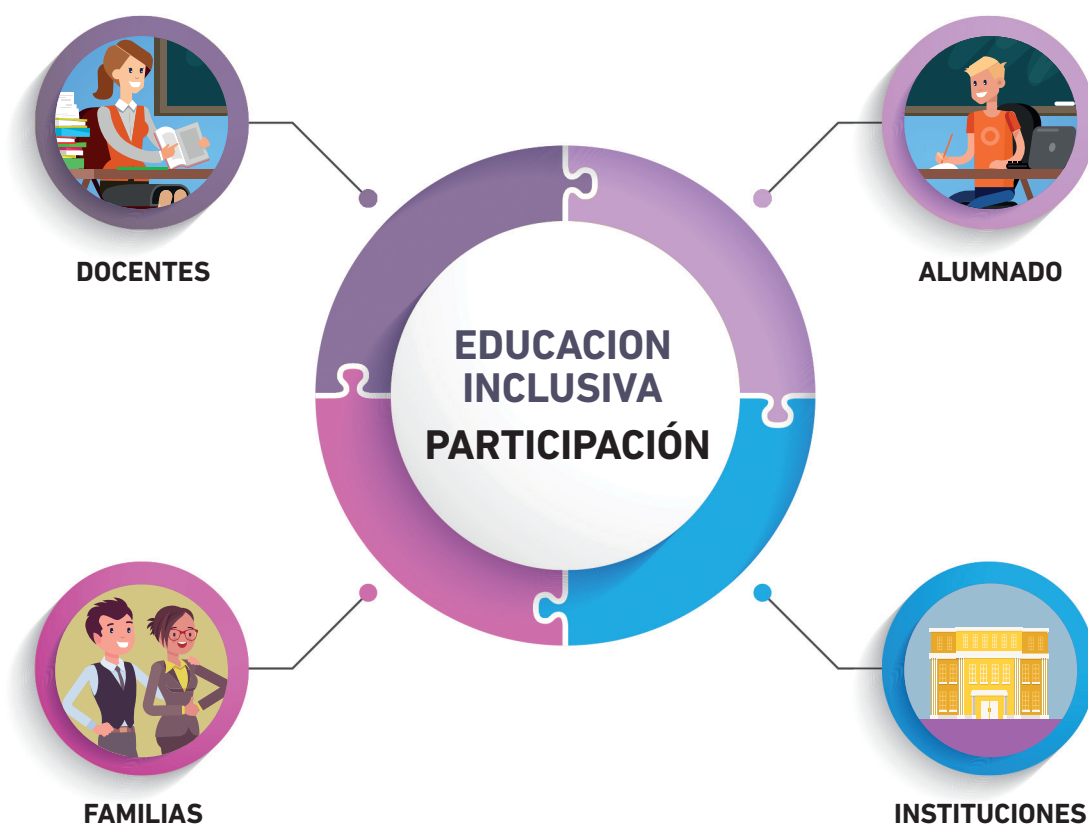 DOCENTES
ALUMNADO
EDUCACION
INCLUSIVA
PARTICIPACIÓN
FAMILIAS
INSTITUCIONES